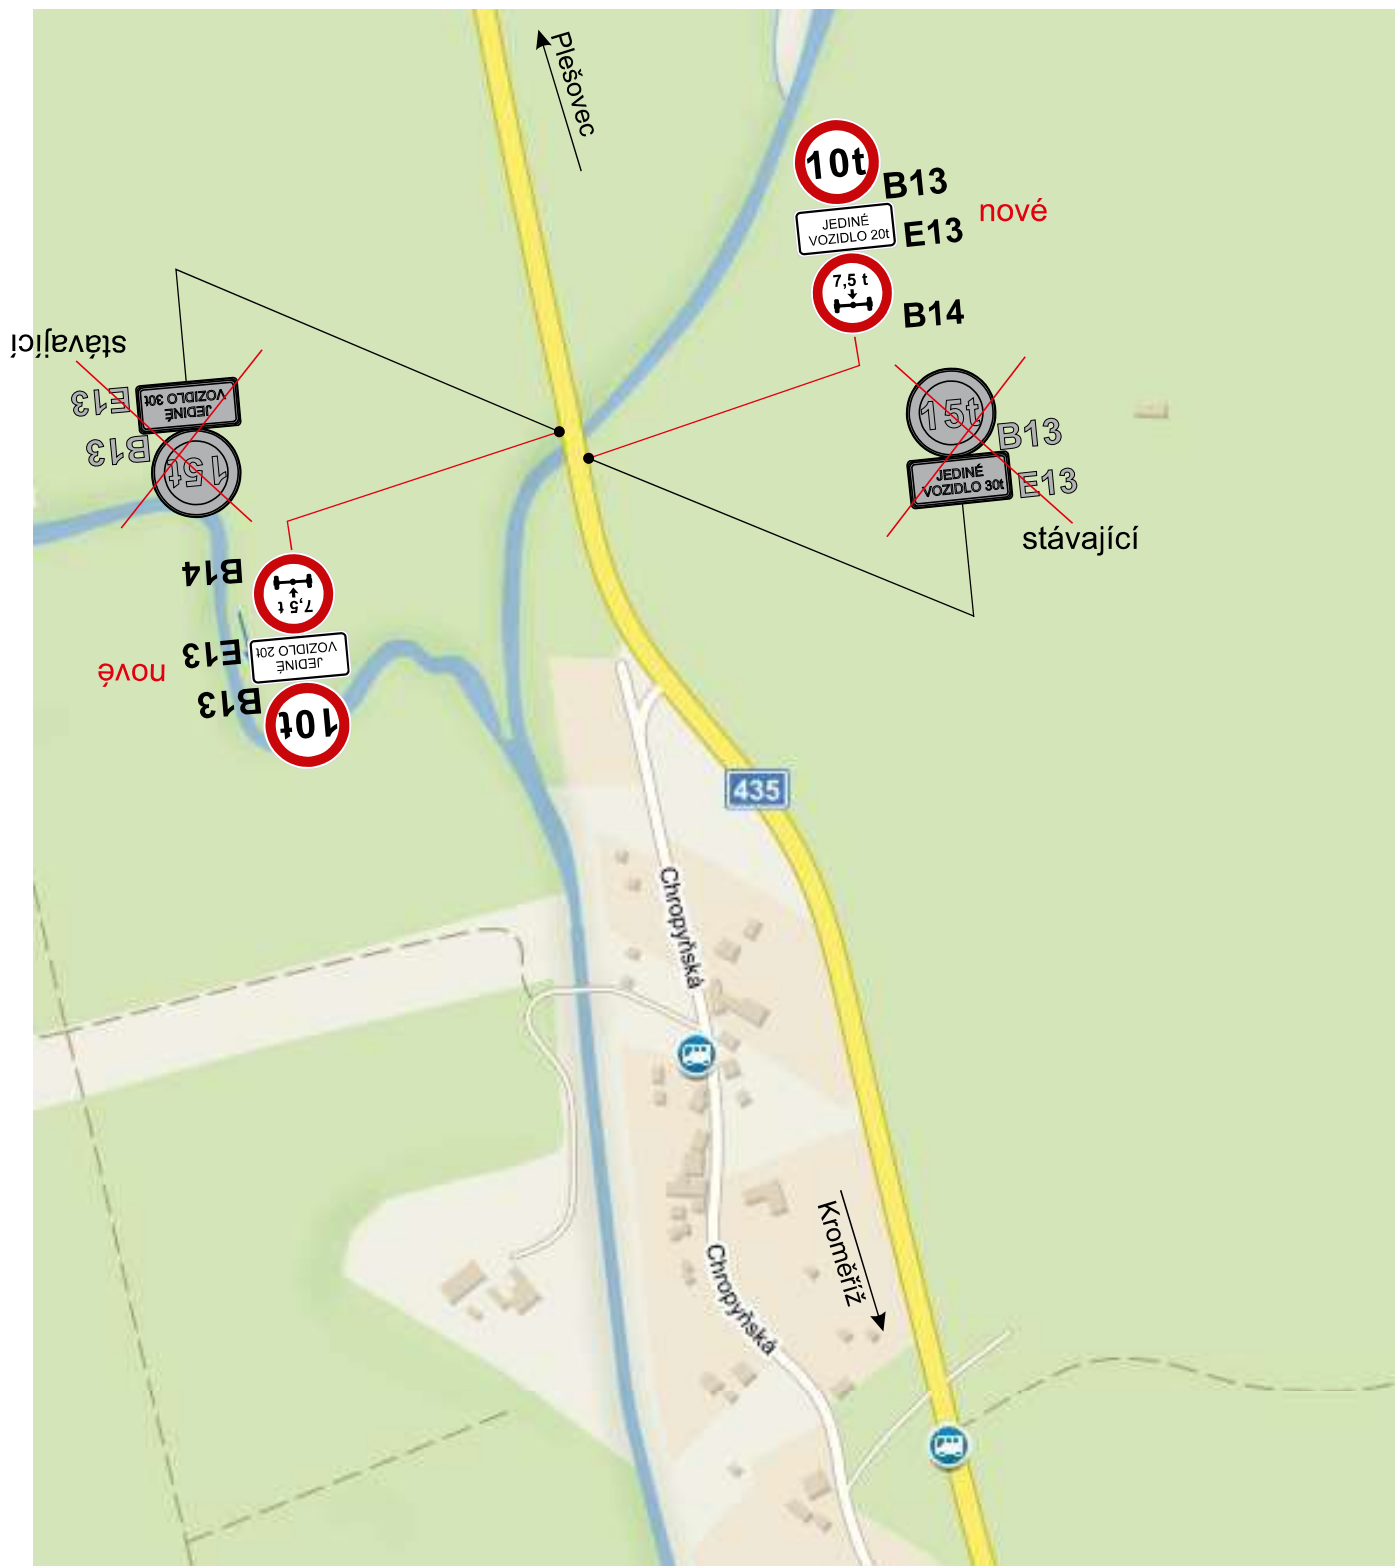 Plešovec
10t
B13
nové
JEDINÉ
VOZIDLO 20t
E13
7,5 t
B14
stávající
E13
JEDINÉ
VOZIDLO 30t
B13
15t
15t
B13
JEDINÉ
VOZIDLO 30t
E13
stávající
B14
7,5 t
E13
JEDINÉ
VOZIDLO 20t
nové
B13
10t
435
Chropyňská
Kroměříž
Chropyňská